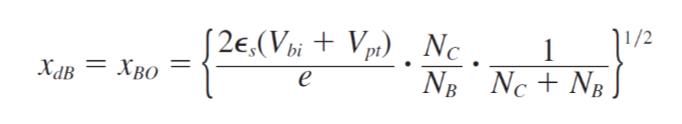 x_{dB} = x_{BO} = \left\{ \frac{2\epsilon_s(V_{bi} + V_{pt})}{e} \cdot \frac{N_C}{N_B} \cdot \frac{1}{N_C + N_B} \right\}^{1/2}